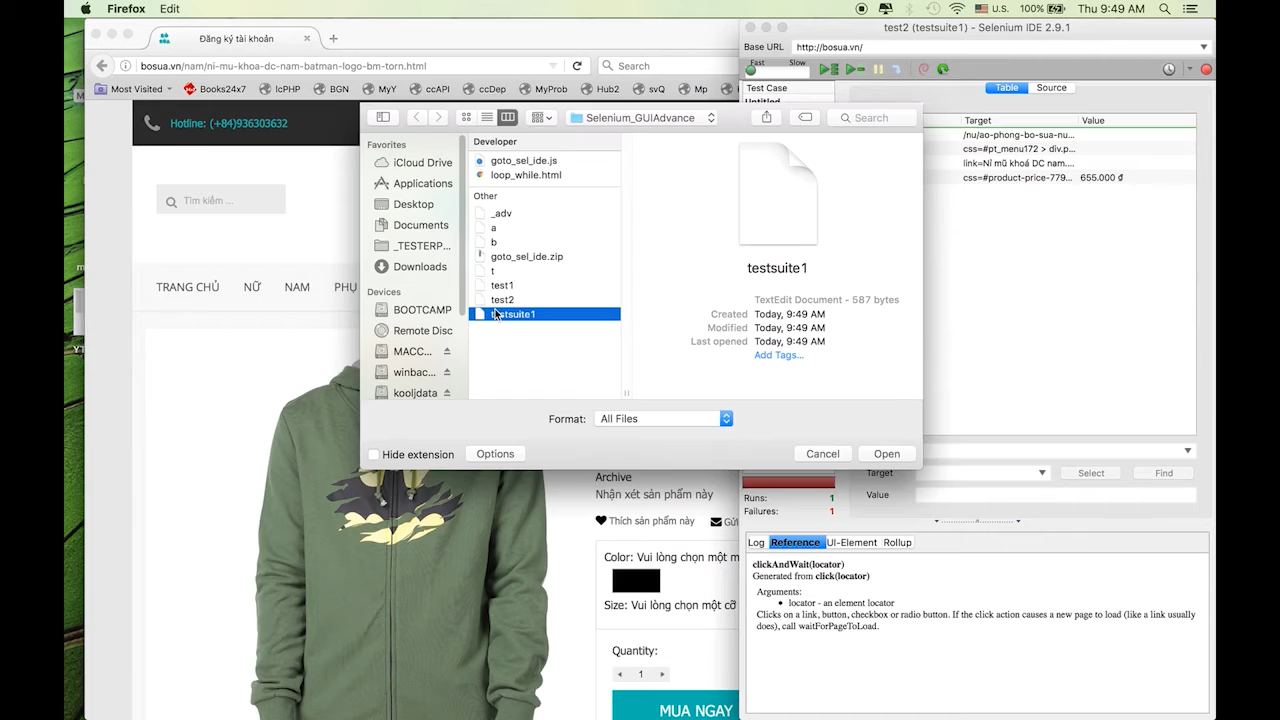 Firefox Edit
U.S. 100% Thu 9:49 AM
Đăng ký tài khoản
bosua.vn/nam/ni-mu-khoa-dc-nam-batman-logo-bm-torn.html
Search
Most Visited Books24x7 IcPHP BGN MyY ccAPI ccDep MyProb Hub2 svQ Mp
Hotline: (+84)936303632
Tìm kiếm ...
TRANG CHỦ NỮ NAM PHỤ
Selenium_GUIAdvance
Search
Favorites
iCloud Drive
Applications
Desktop
Documents
_TESTERP...
Downloads
Devices
BOOTCAMP
Remote Disc
MACC...
winbac...
kooljdata
Developer
goto_sel_ide.js
loop_while.html
Other
_adv
a
b
goto_sel_ide.zip
t
test1
test2
testsuite1
testsuite1
TextEdit Document - 587 bytes
Created Today, 9:49 AM
Modified Today, 9:49 AM
Last opened Today, 9:49 AM
Add Tags...
Format: All Files
Hide extension Options Cancel Open
Archive
Nhận xét sản phẩm này
Thích sản phẩm này Gử
Color: Vui lòng chọn một m
Size: Vui lòng chọn một cỡ
Quantity:
1
MUA NGAY
test2 (testsuite1) - Selenium IDE 2.9.1
Base URL http://bosua.vn/
Fast Slow
Test Case
Untitled
Table Source
Target Value
/nu/ao-phong-bo-sua-nu...
css=#pt_menu172 > div.p...
link=Nỉ mũ khoá DC nam....
css=#product-price-779... 655.000 ₫
Target Select Find
Value
Runs: 1
Failures: 1
Log Reference UI-Element Rollup
clickAndWait(locator)
Generated from click(locator)
Arguments:
• locator - an element locator
Clicks on a link, button, checkbox or radio button. If the click action causes a new page to load (like a link usually
does), call waitForPageToLoad.